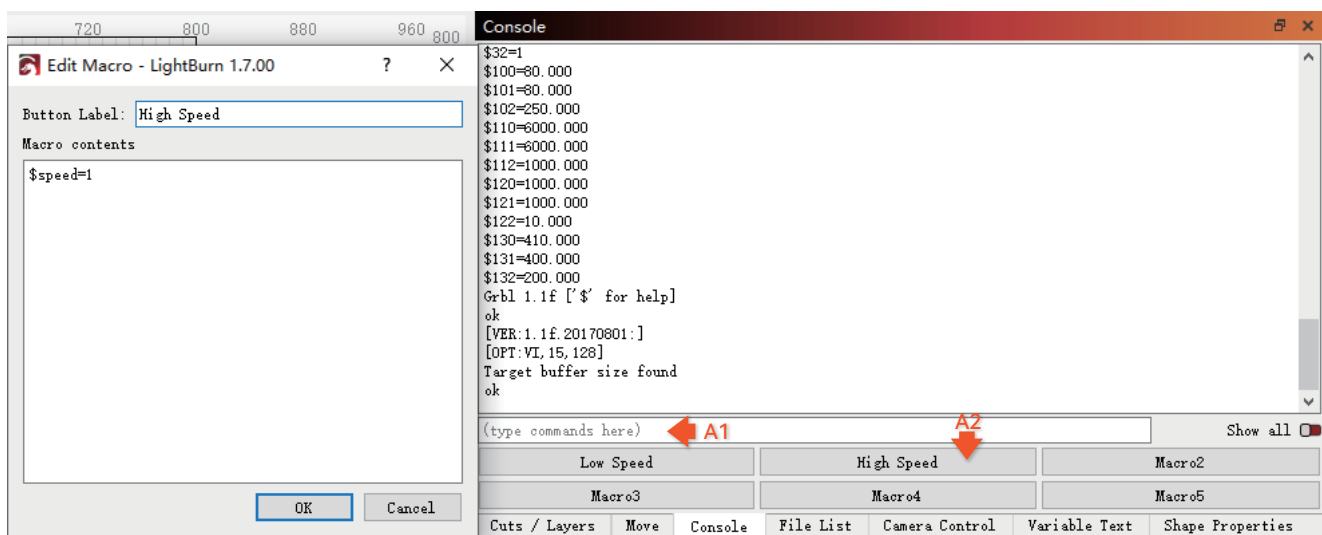 720 800 880 960 800
Edit Macro - LightBurn 1.7.00 ? ×
Button Label: High Speed
Macro contents
$speed=1
OK Cancel
Console
$32=1
$100=80.000
$101=80.000
$102=250.000
$110=6000.000
$111=6000.000
$112=1000.000
$120=1000.000
$121=1000.000
$122=10.000
$130=410.000
$131=400.000
$132=200.000
Grbl 1.1f ['$' for help]
ok
[VER:1.1f.20170801:]
[OPT:VI,15,128]
Target buffer size found
ok
(type commands here) A1 A2 Show all
Low Speed High Speed Macro2
Macro3 Macro4 Macro5
Cuts / Layers Move Console File List Camera Control Variable Text Shape Properties